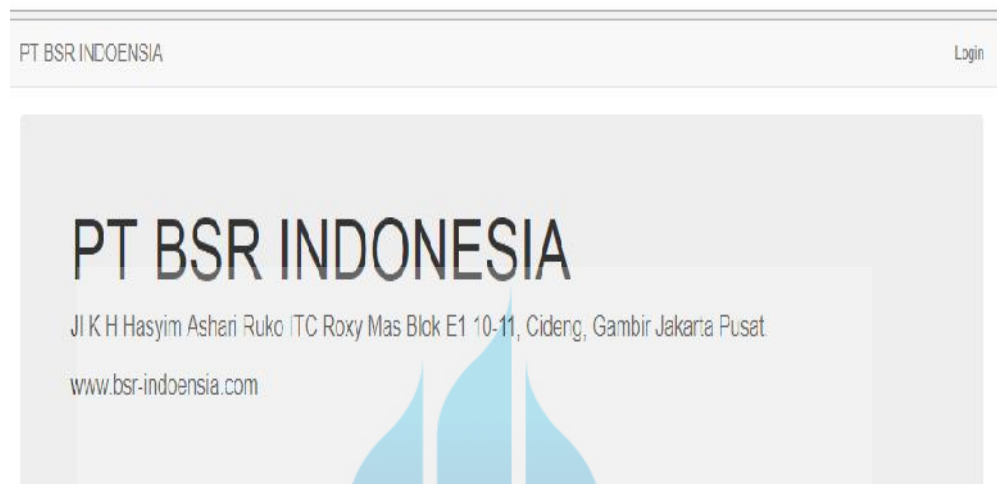 PT BSR INDOENSIA
Login
PT BSR INDONESIA
Jl K H Hasyim Ashari Ruko ITC Roxy Mas Blok E1 10-11, Cideng, Gambir Jakarta Pusat
www.bsr-indoensia.com